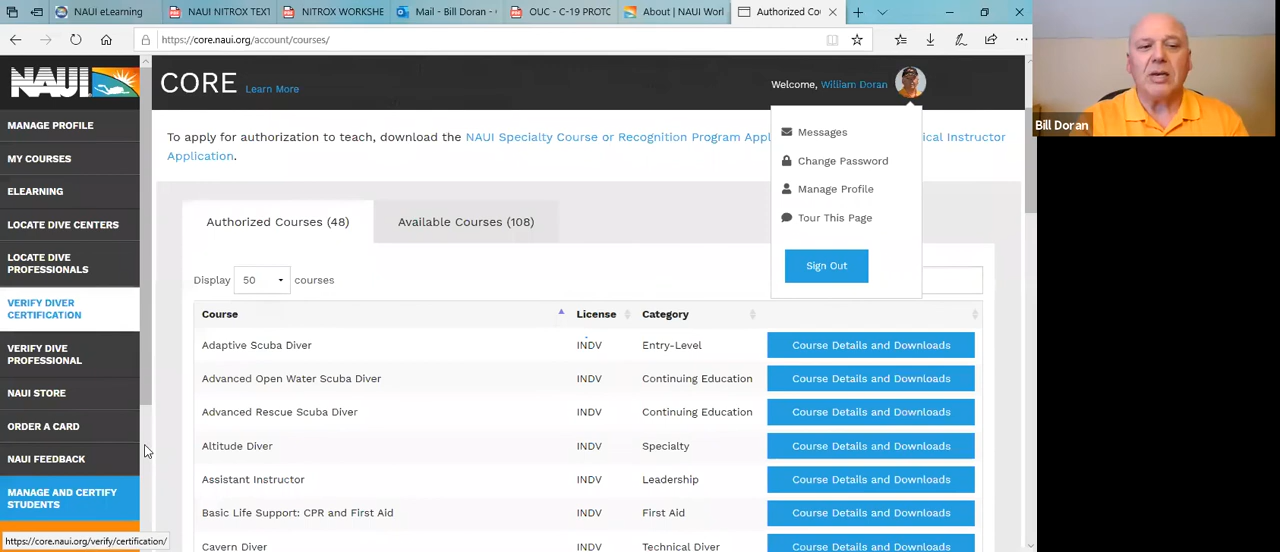 NAUI eLearning
NAUI NITROX TEXT
NITROX WORKSHE
Mail - Bill Doran -
OUC - C-19 PROTO
About | NAUI Worl
Authorized Co
https://core.naui.org/account/courses/
NAUI
CORE Learn More
Welcome, William Doran
Bill Doran
Messages
Change Password
Manage Profile
Tour This Page
Sign Out
MANAGE PROFILE
MY COURSES
ELEARNING
LOCATE DIVE CENTERS
LOCATE DIVE
PROFESSIONALS
VERIFY DIVER
CERTIFICATION
VERIFY DIVE
PROFESSIONAL
NAUI STORE
ORDER A CARD
NAUI FEEDBACK
MANAGE AND CERTIFY
STUDENTS
https://core.naui.org/verify/certification/
To apply for authorization to teach, download the NAUI Specialty Course or Recognition Program Appl ical Instructor
Application.
Authorized Courses (48) Available Courses (108)
Display 50 courses
Course License Category
Adaptive Scuba Diver INDV Entry-Level Course Details and Downloads
Advanced Open Water Scuba Diver INDV Continuing Education Course Details and Downloads
Advanced Rescue Scuba Diver INDV Continuing Education Course Details and Downloads
Altitude Diver INDV Specialty Course Details and Downloads
Assistant Instructor INDV Leadership Course Details and Downloads
Basic Life Support: CPR and First Aid INDV First Aid Course Details and Downloads
Cavern Diver INDV Technical Diver Course Details and Downloads